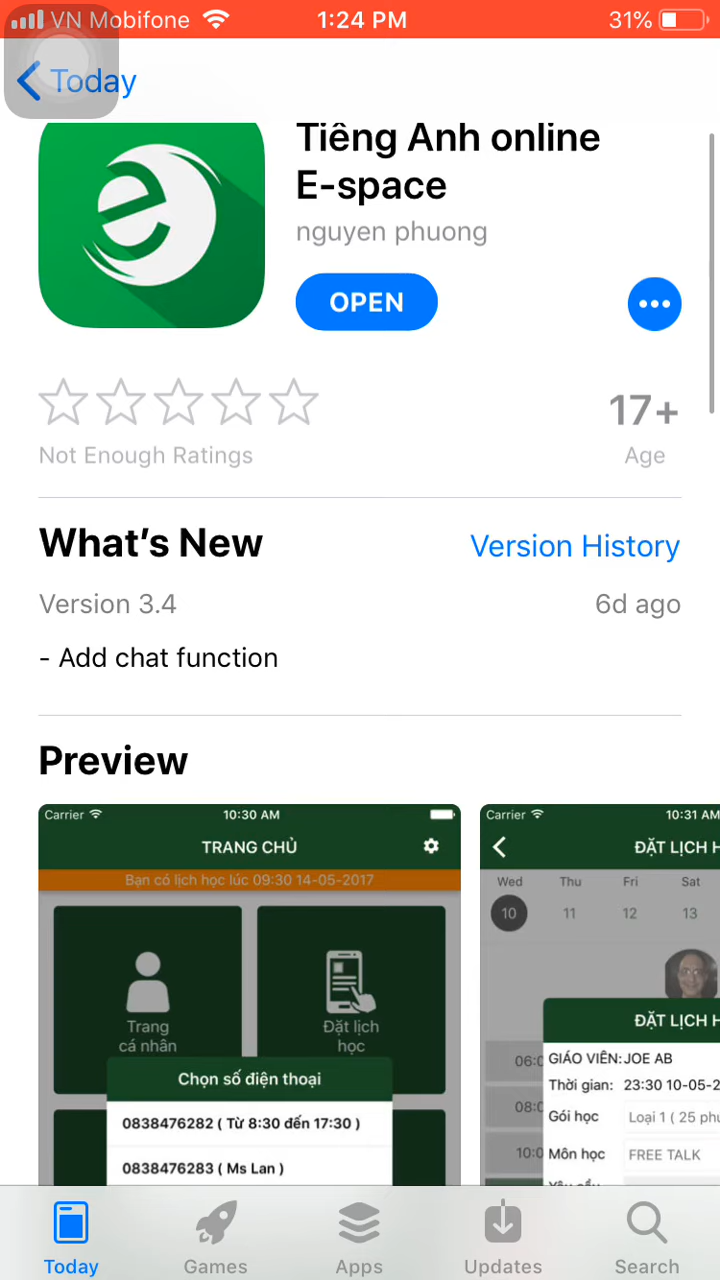 VN Mobifone 1:24 PM 31%
Today
Tiếng Anh online
E-space
nguyen phuong
OPEN
Not Enough Ratings
17+
Age
What's New
Version History
Version 3.4
6d ago
- Add chat function
Preview
Carrier 10:30 AM
TRANG CHỦ
Bạn có lịch học lúc 09:30 14-05-2017
Trang
cá nhân
Đặt lịch
học
Chọn số điện thoại
0838476282 ( Từ 8:30 đến 17:30 )
0838476283 ( Ms Lan )
Carrier 10:31 AM
ĐẶT LỊCH H
Wed Thu Fri Sat
10 11 12 13
ĐẶT LỊCH H
06:0
08:0
10:0
GIÁO VIÊN: JOE AB
Thời gian: 23:30 10-05-2
Gói học Loại 1 ( 25 phú
Môn học FREE TALK
Today
Games
Apps
Updates
Search